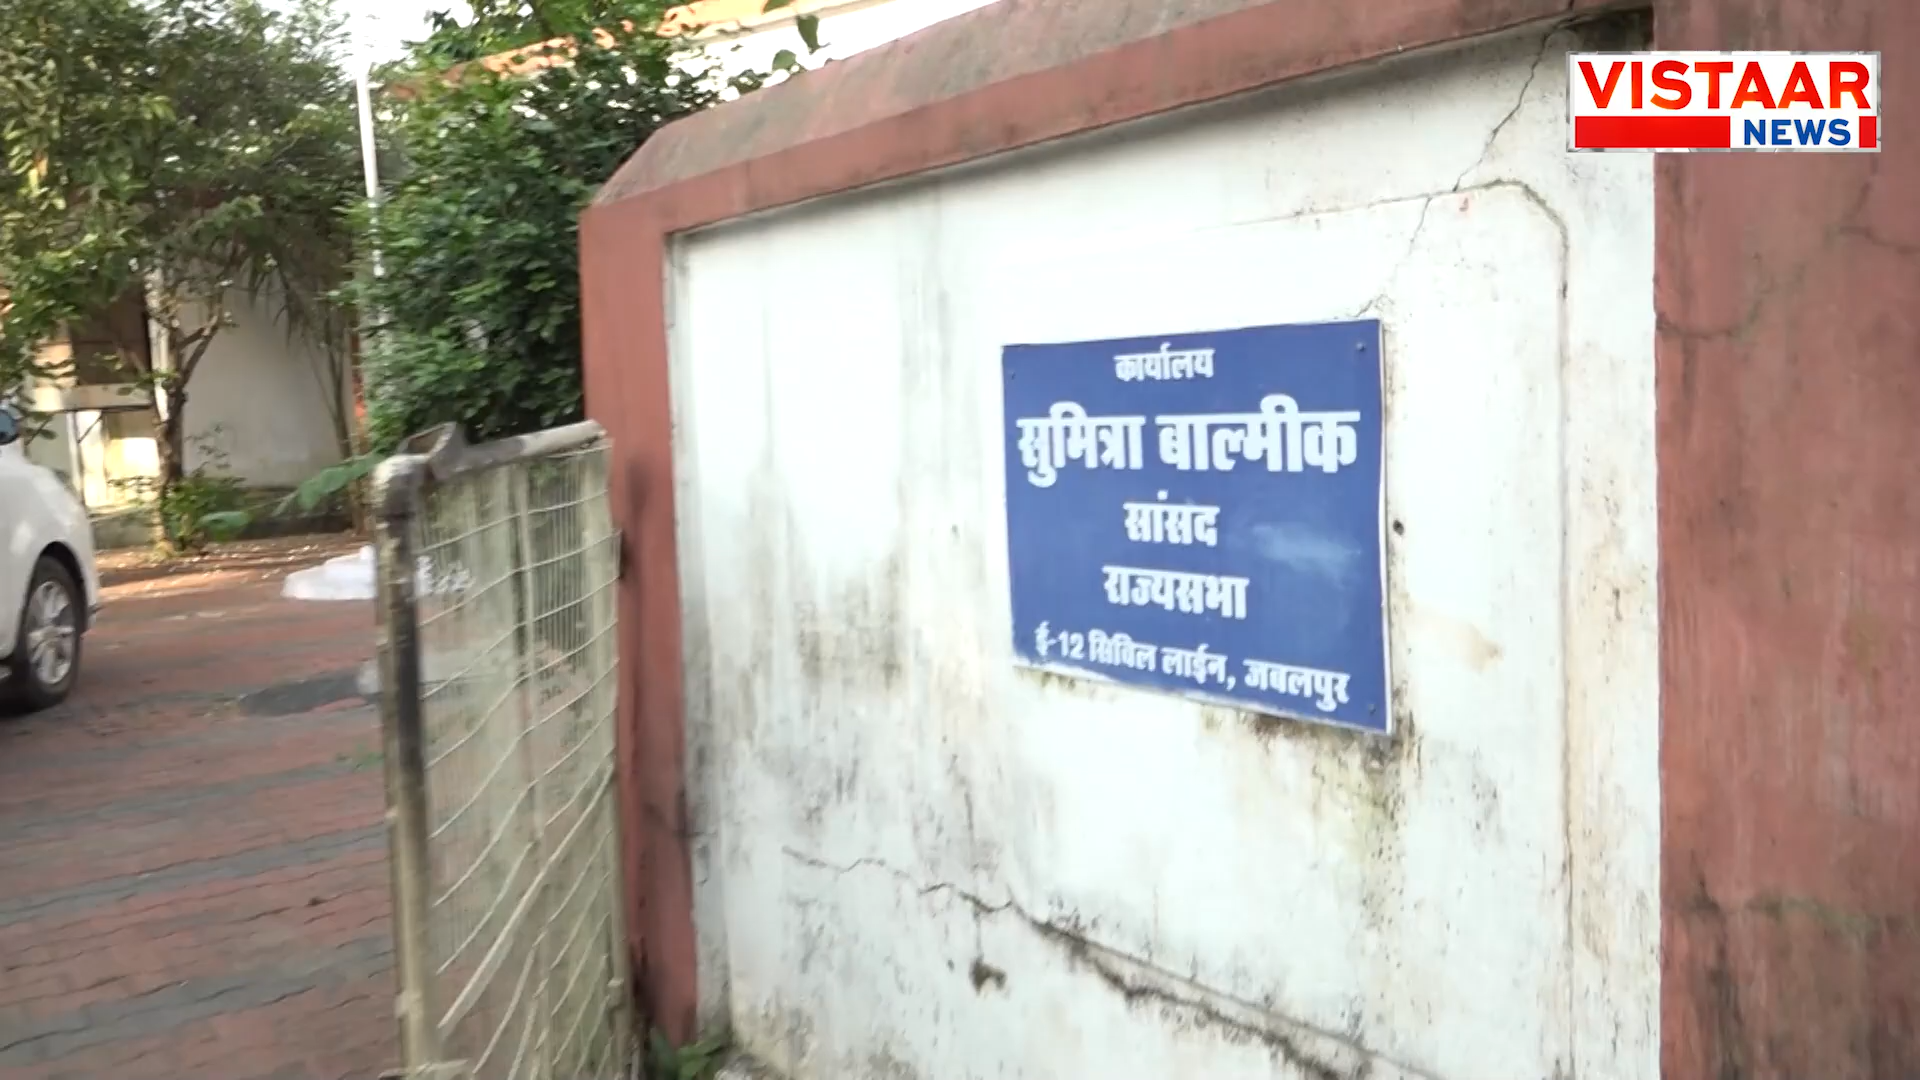 VISTAAR
NEWS
कार्यालय
सुमित्रा बाल्मीक
सांसद
राज्यसभा
ई-12 सिविल लाईन, जबलपुर